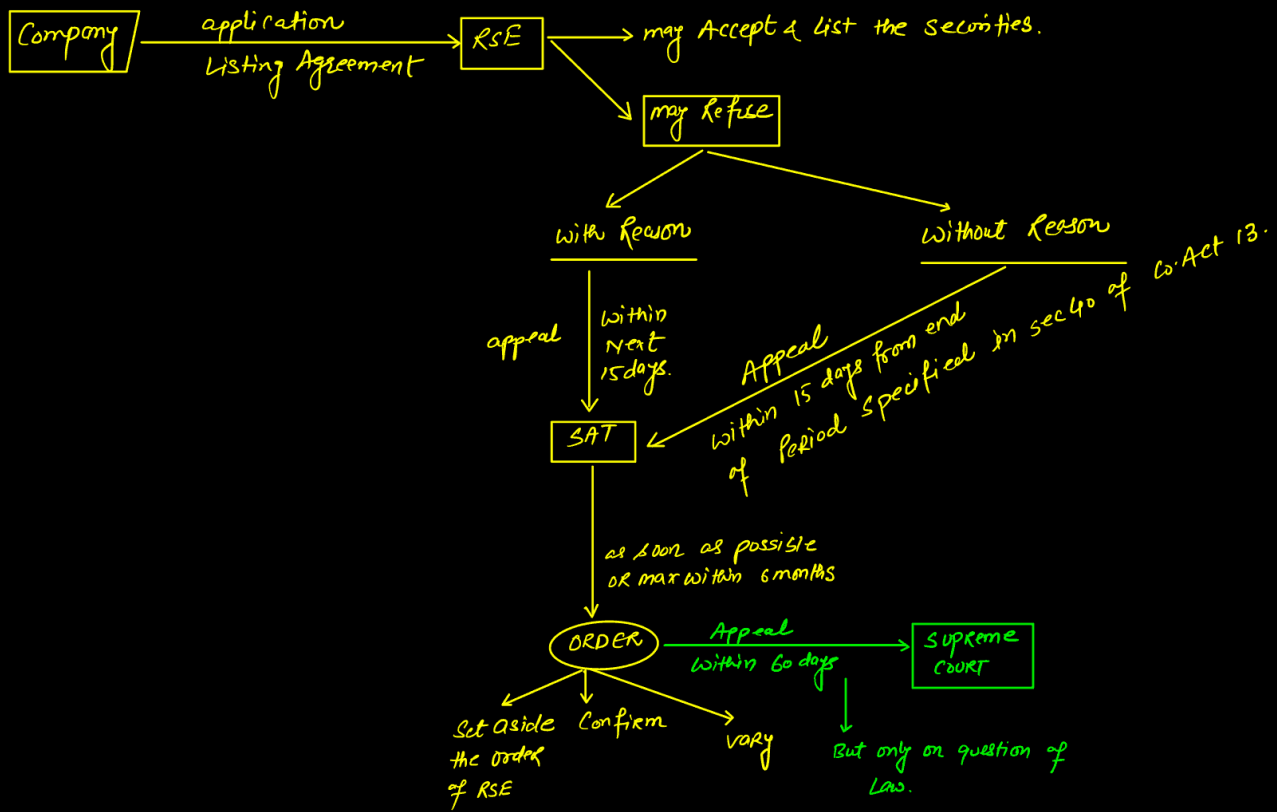 Company
application
Listing Agreement
RSE
may Accept & List the securities.
may Refuse
With Reason
Without Reason
appeal
Within
Next
15 days.
Appeal
Within 15 days from end
of Period Specified in sec 40 of Co. Act 13.
SAT
as soon as possible
OR max within 6 months
ORDER
Appeal
Within 60 days
SUPREME
COURT
Set aside
the order
of RSE
Confirm
vary
But only on question of
Law.